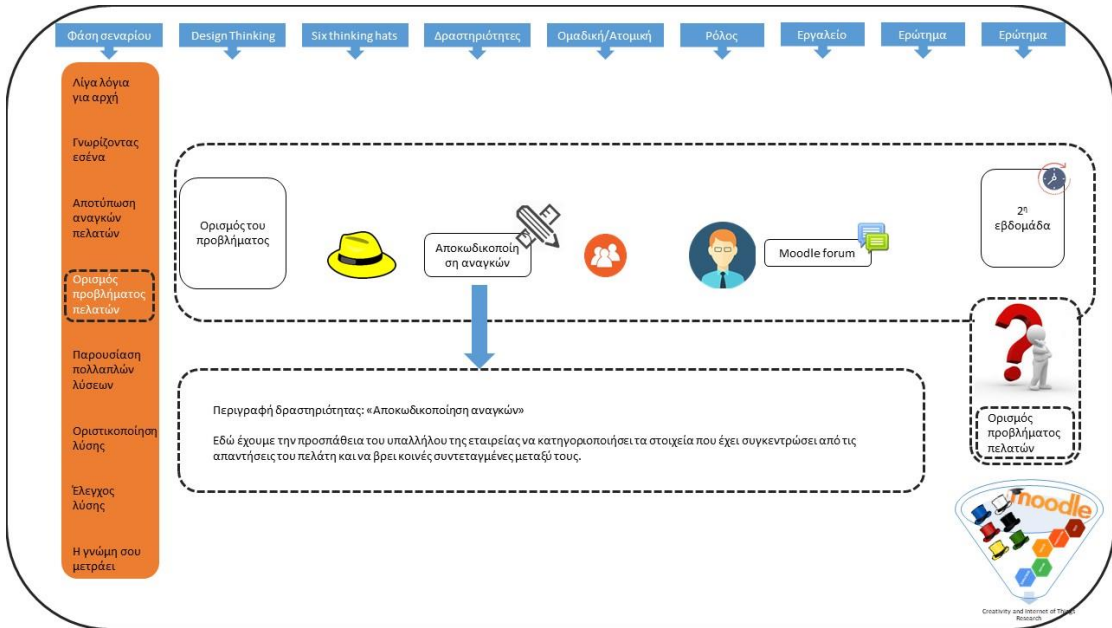 Φάση σεναρίου
Design Thinking
Six thinking hats
Δραστηριότητες
Ομαδική/Ατομική
Ρόλος
Εργαλείο
Ερώτημα
Ερώτημα
Λίγα λόγια
για αρχή
Γνωρίζοντας
εσένα
Αποτύπωση
αναγκών
πελατών
Ορισμός
προβλήματος
πελατών
Παρουσίαση
πολλαπλών
λύσεων
Οριστικοποίηση
λύσης
Έλεγχος
λύσης
Η γνώμη σου
μετράει
Ορισμός του
προβλήματος
Αποκωδικοποίη
ση αναγκών
Moodle forum
2η
εβδομάδα
Περιγραφή δραστηριότητας: «Αποκωδικοποίηση αναγκών»
Εδώ έχουμε την προσπάθεια του υπαλλήλου της εταιρείας να κατηγοριοποιήσει τα στοιχεία που έχει συγκεντρώσει από τις
απαντήσεις του πελάτη και να βρει κοινές συντεταγμένες μεταξύ τους.
Ορισμός
προβλήματος
πελατών
moodle
Creativity and Internet of Things
Research